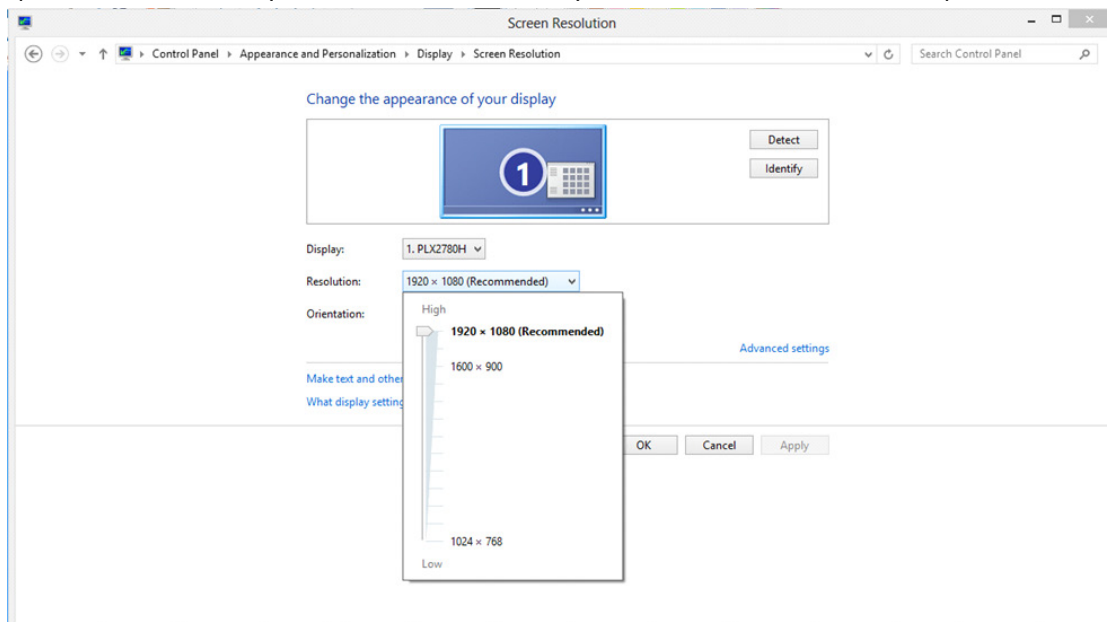 Screen Resolution
Control Panel ▸ Appearance and Personalization ▸ Display ▸ Screen Resolution
Search Control Panel
Change the appearance of your display
1
Detect
Identify
Display: 1. PLX2780H
Resolution: 1920 × 1080 (Recommended)
Orientation:
High
1920 × 1080 (Recommended)
1600 × 900
Advanced settings
Make text and other
What display setting
OK Cancel Apply
1024 × 768
Low